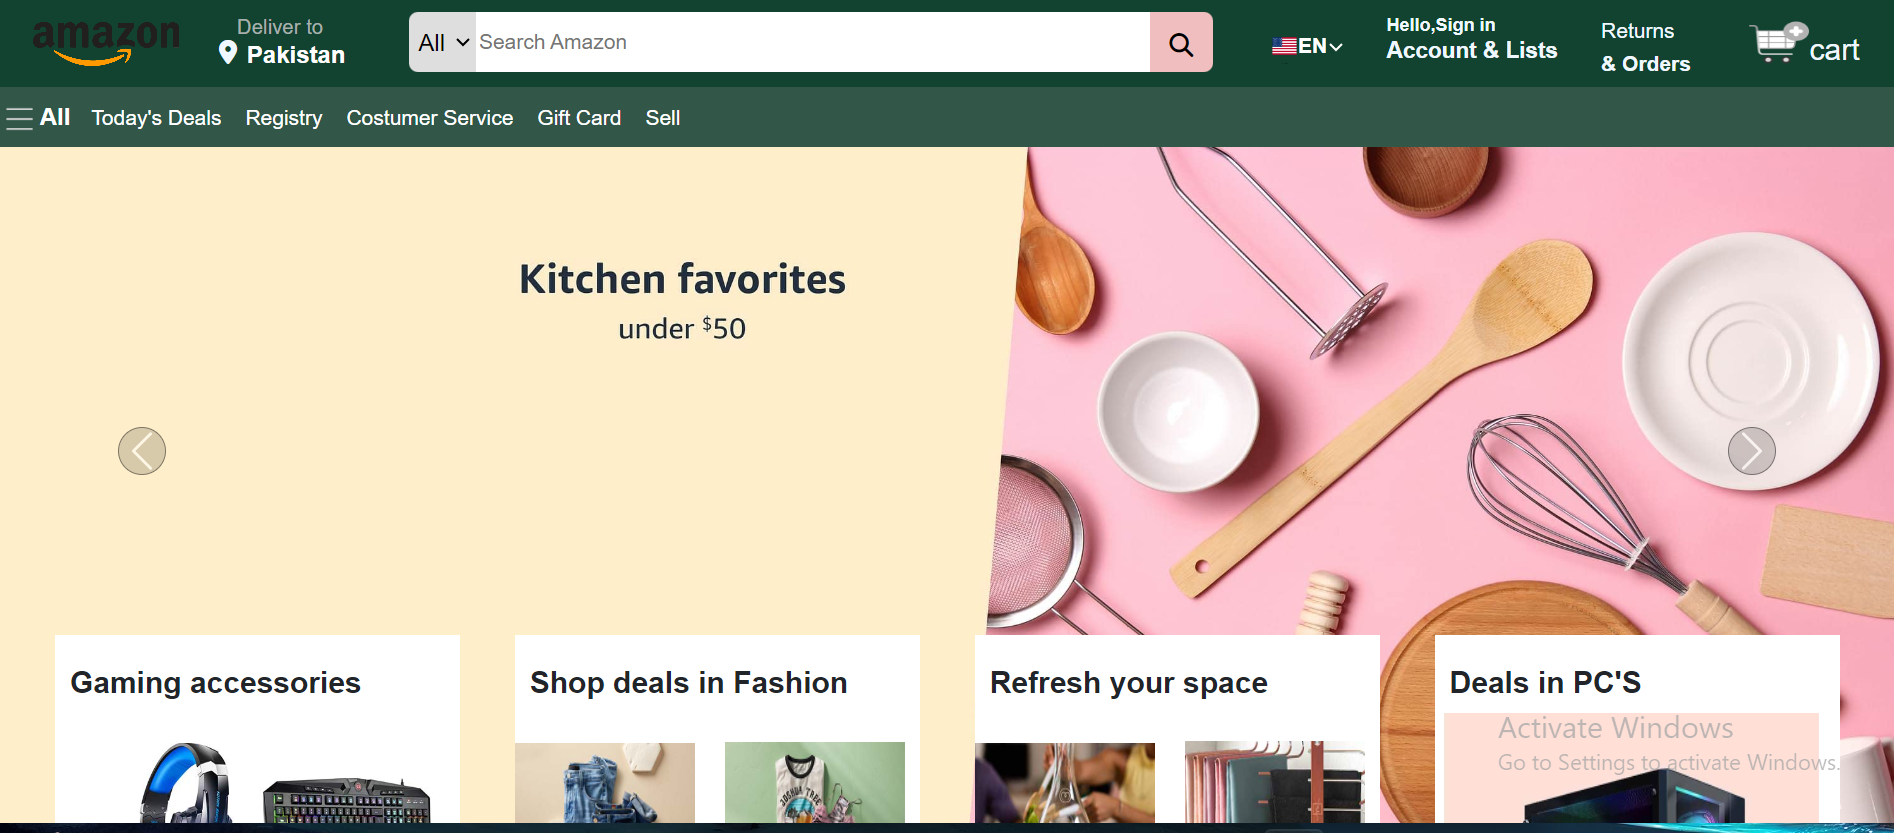 amazon
Deliver to
Pakistan
All
Search Amazon
EN
Hello,Sign in
Account & Lists
Returns
& Orders
cart
All
Today's Deals
Registry
Costumer Service
Gift Card
Sell
Kitchen favorites
under $50
Gaming accessories
Shop deals in Fashion
Refresh your space
Deals in PC'S
Activate Windows
Go to Settings to activate Windows.
JOSHUA TREE